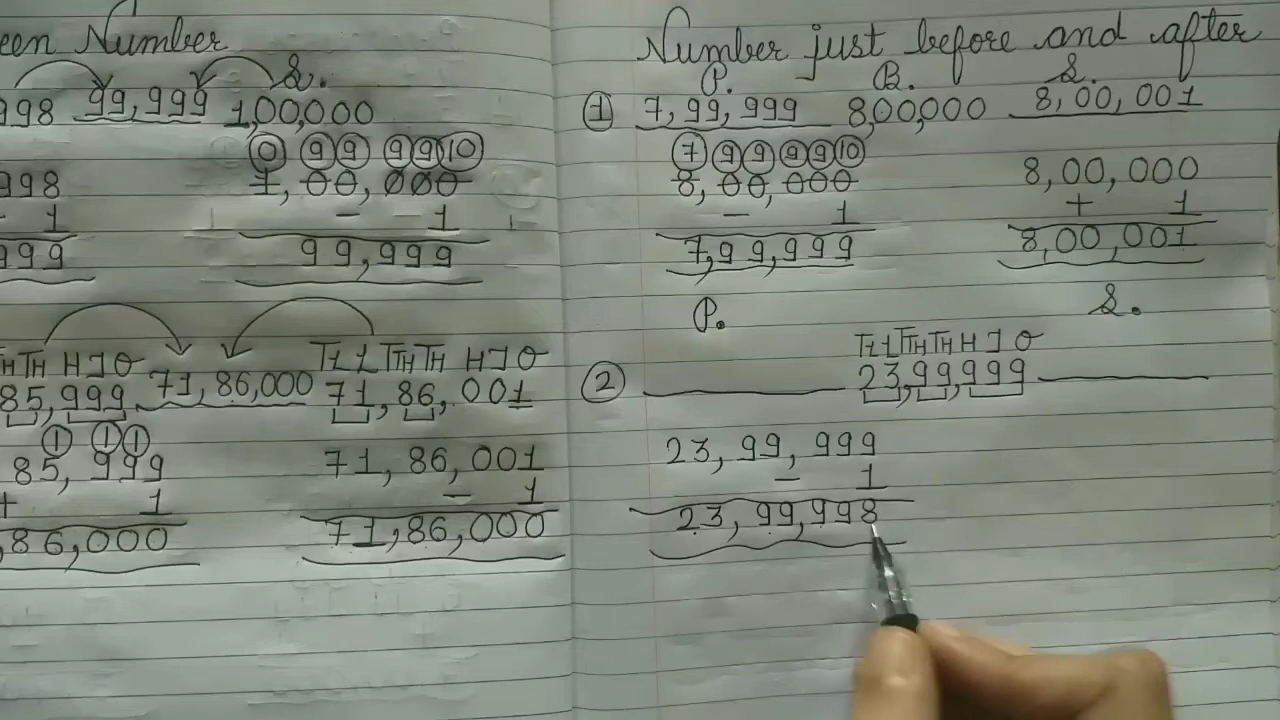 een Number
S.
998 99,999 1,00,000
0 9 9 9 9 10
998 1,00,000
- 1 - 1
999 99,999
TH TH H T O TL L TTH TH H T O
85,999 71,86,000 71,86,001
1 1 1
85,999 71,86,001
+ 1 - 1
,86,000 71,86,000
Number just before and after
P. B. S.
1 7,99,999 8,00,000 8,00,001
7 9 9 9 9 10
8,00,000 8,00,000
- 1 + 1
7,99,999 8,00,001
P. S.
TL L TTH TH H T O
2 23,99,999
23,99,999
- 1
23,99,998